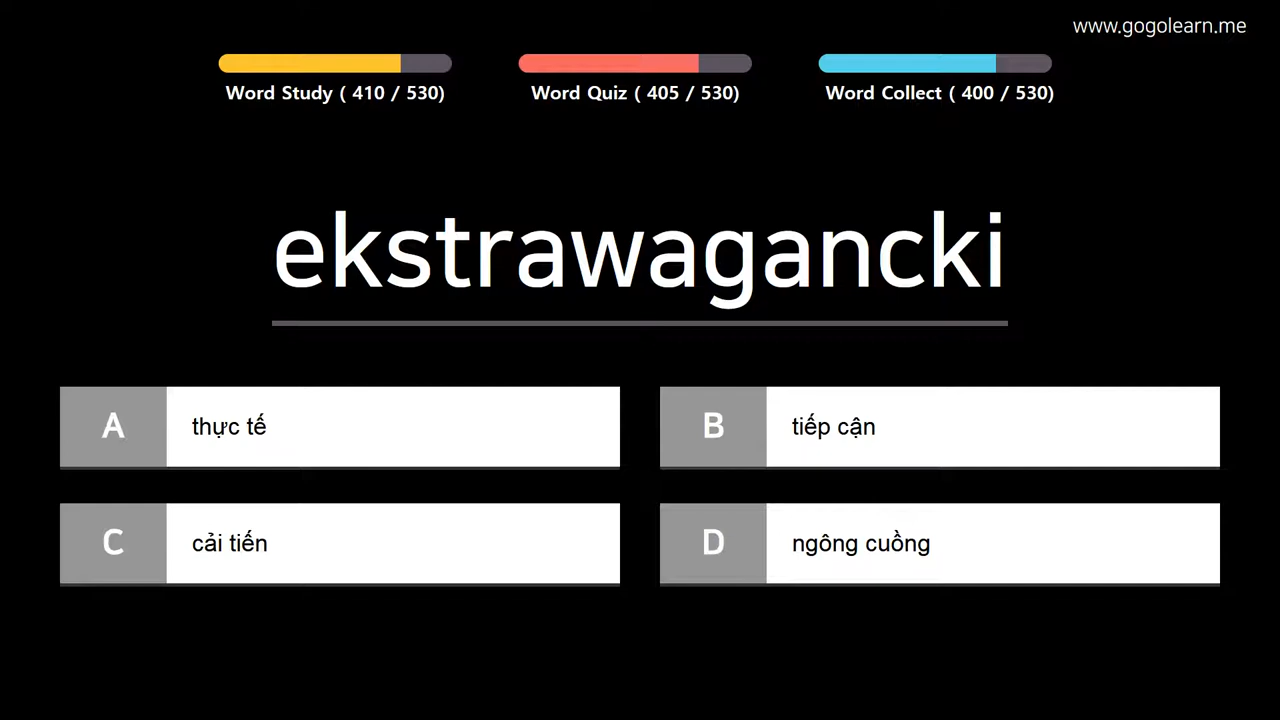 www.gogolearn.me
Word Study ( 410 / 530)
Word Quiz ( 405 / 530)
Word Collect ( 400 / 530)
ekstrawagancki
A
thực tế
B
tiếp cận
C
cải tiến
D
ngông cuồng